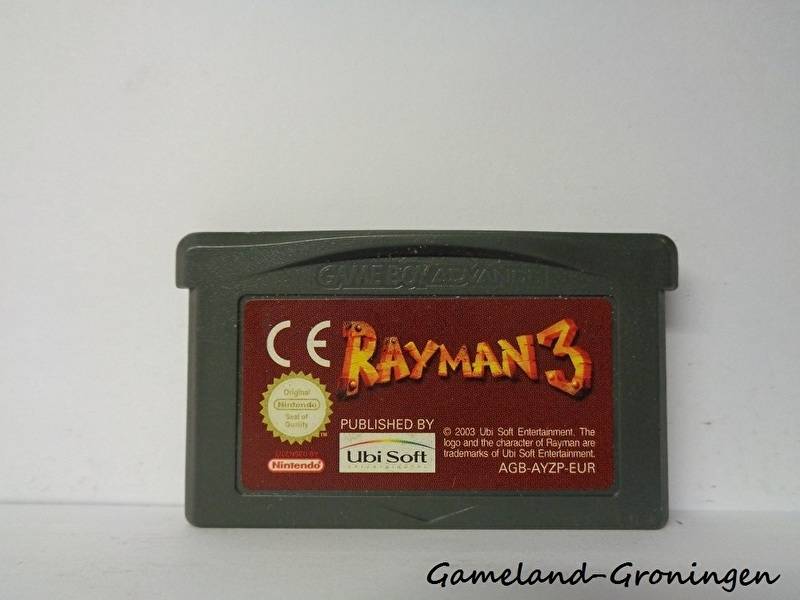 GAME BOY ADVANCE
CE
RAYMAN 3
Original
Nintendo
Seal of
Quality
TM
PUBLISHED BY
Ubi Soft
LICENSED BY
Nintendo
© 2003 Ubi Soft Entertainment. The
logo and the character of Rayman are
trademarks of Ubi Soft Entertainment.
AGB-AYZP-EUR
Gameland-Groningen